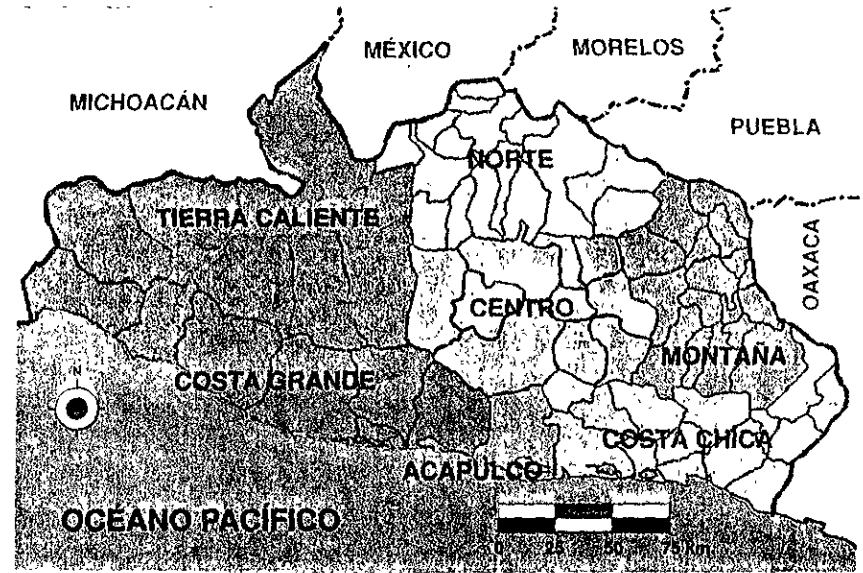 MÉXICO
MORELOS
MICHOACÁN
PUEBLA
NORTE
TIERRA CALIENTE
OAXACA
CENTRO
MONTAÑA
COSTA GRANDE
N
COSTA CHICA
ACAPULCO
OCEANO PACÍFICO
0 25 50 75 Km